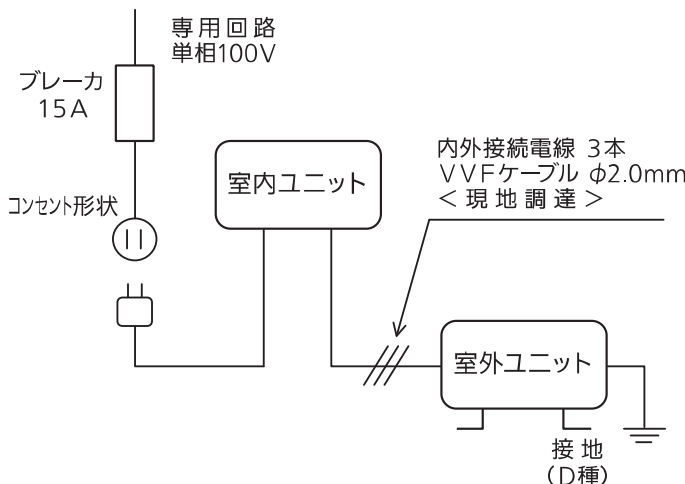 専用回路
単相100V
ブレーカ
15A
コンセント形状
室内ユニット
内外接続電線 3本
VVFケーブル φ2.0mm
<現地調達>
室外ユニット
接地
(D種)